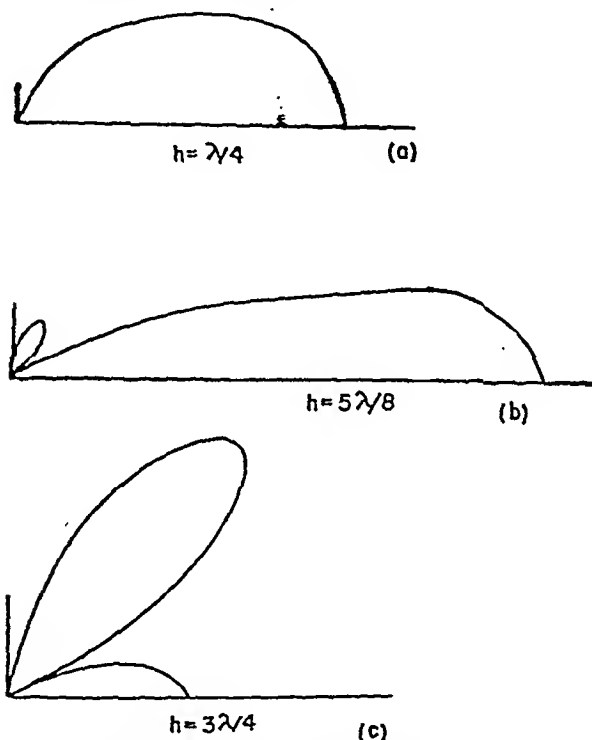 h = λ/4 (a)
h = 5λ/8 (b)
h = 3λ/4 (c)